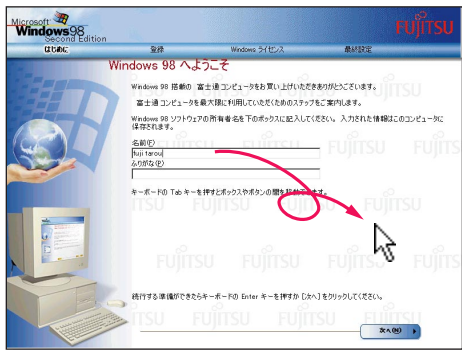 Microsoft
Windows98
Second Edition
FUJITSU
はじめに 登録 Windows ライセンス 最終設定
Windows 98 へようこそ
Windows 98 搭載の 富士通コンピュータをお買い上げいただきありがとうございます。
富士通コンピュータを最大限に利用していただくためのステップをご案内します。
Windows 98 ソフトウェアの所有者名を下のボックスに記入してください。 入力された情報はこのコンピュータに
保存されます。
名前(F)
fuji tarou
ふりがな(P)
キーボードの Tab キーを押すとボックスやボタンの間を移動できます。
続行する準備ができたらキーボードの Enter キーを押すか [次へ] をクリックしてください。
次へ(N)